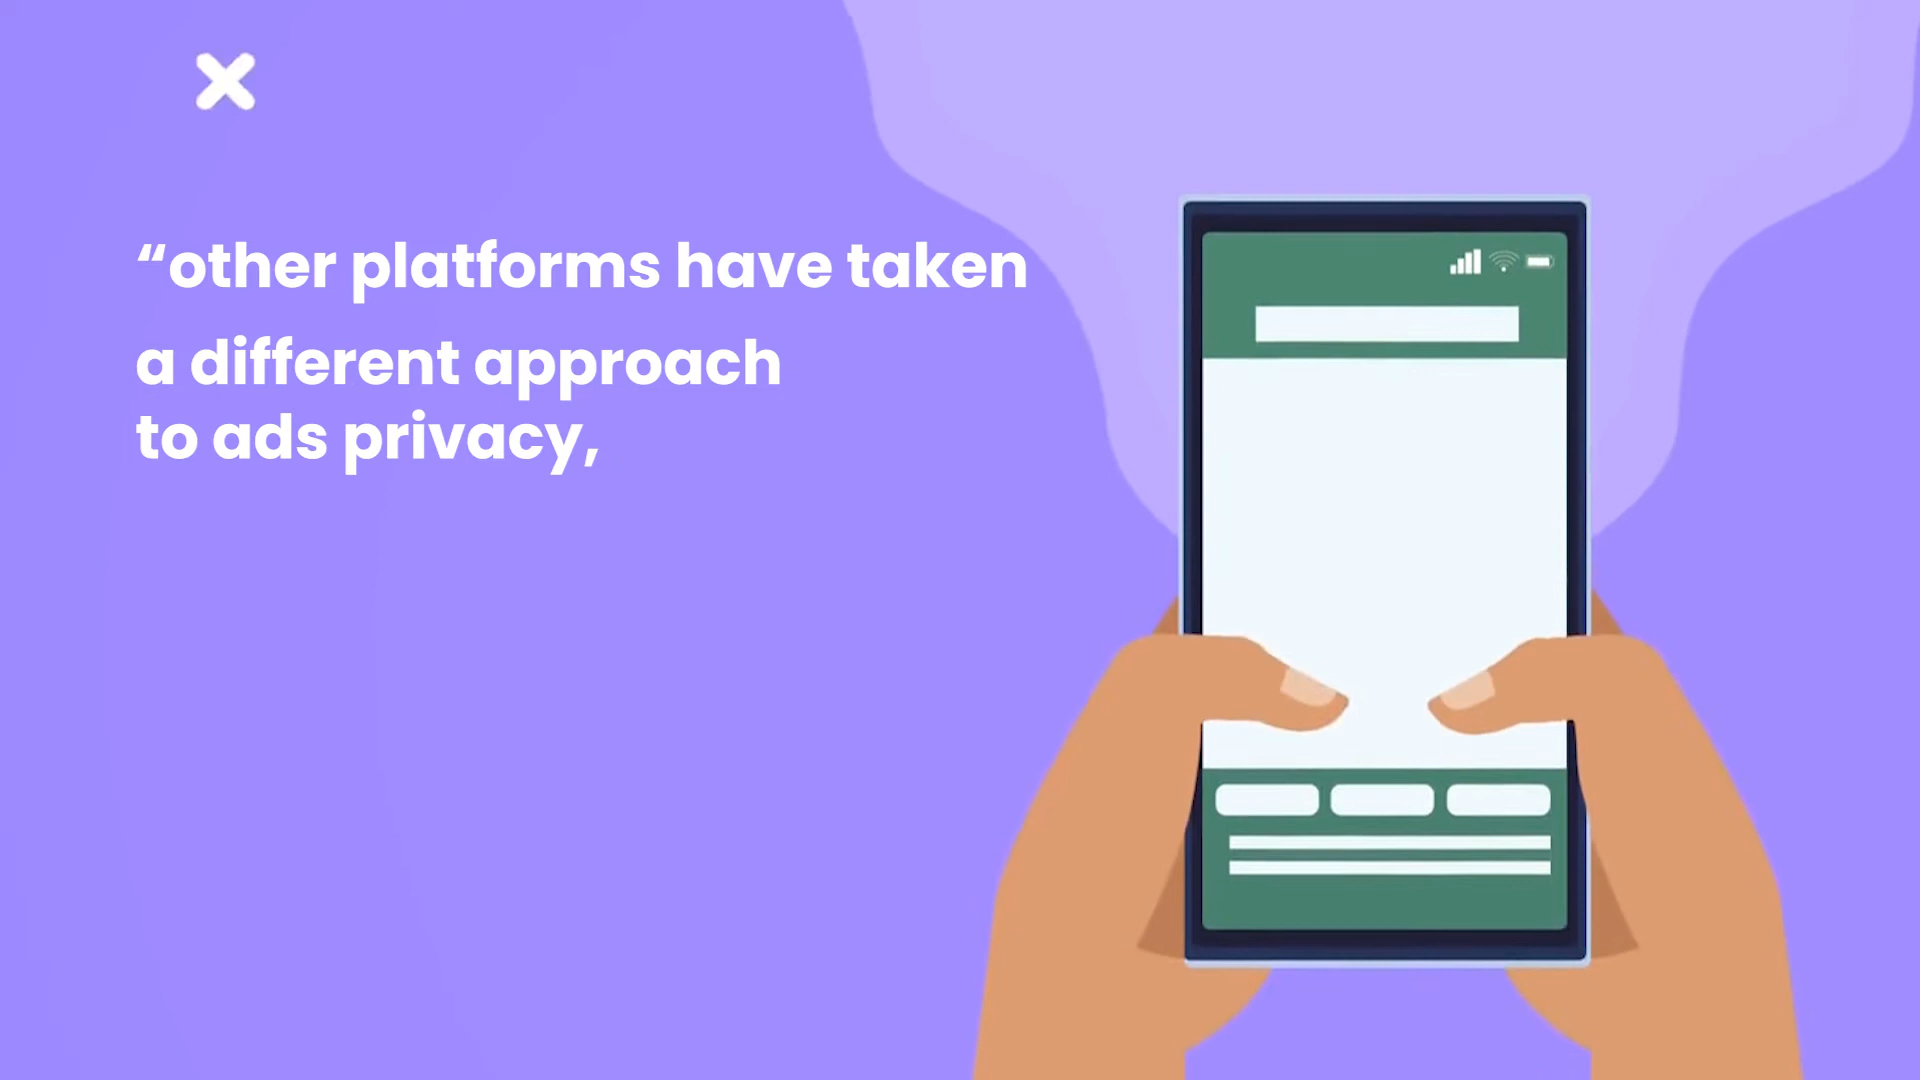 “other platforms have taken
a different approach
to ads privacy,